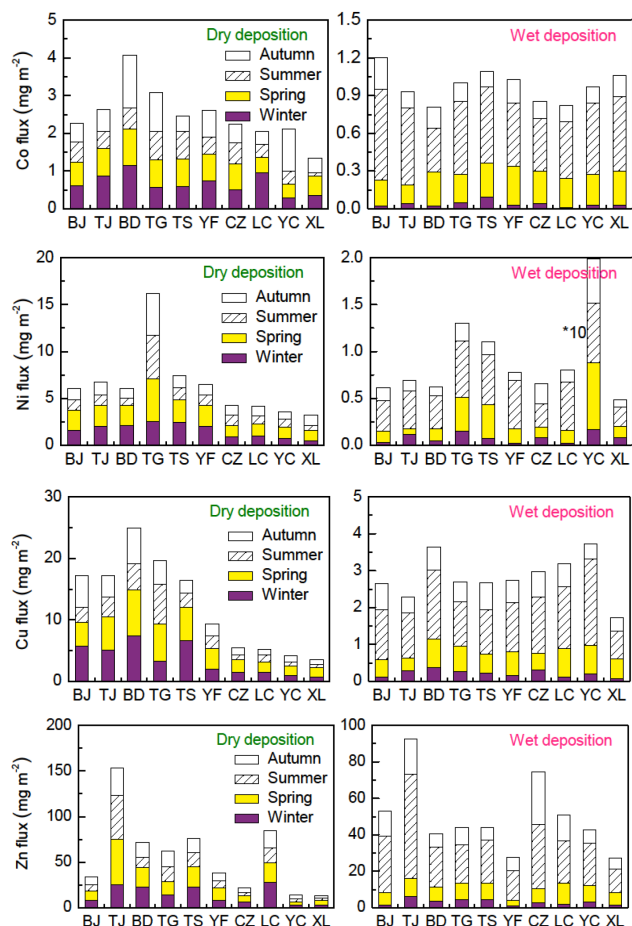 Dry deposition
Autumn
Summer
Spring
Winter
Co flux (mg m-2)
5
4
3
2
1
0
BJ TJ BD TG TS YF CZ LC YC XL
Wet deposition
1.5
1.2
0.9
0.6
0.3
0.0
BJ TJ BD TG TS YF CZ LC YC XL
Dry deposition
Autumn
Summer
Spring
Winter
Ni flux (mg m-2)
20
15
10
5
0
BJ TJ BD TG TS YF CZ LC YC XL
Wet deposition
*10
2.0
1.5
1.0
0.5
0.0
BJ TJ BD TG TS YF CZ LC YC XL
Dry deposition
Autumn
Summer
Spring
Winter
Cu flux (mg m-2)
30
20
10
0
BJ TJ BD TG TS YF CZ LC YC XL
Wet deposition
5
4
3
2
1
0
BJ TJ BD TG TS YF CZ LC YC XL
Dry deposition
Autumn
Summer
Spring
Winter
Zn flux (mg m-2)
200
150
100
50
0
BJ TJ BD TG TS YF CZ LC YC XL
Wet deposition
100
80
60
40
20
0
BJ TJ BD TG TS YF CZ LC YC XL